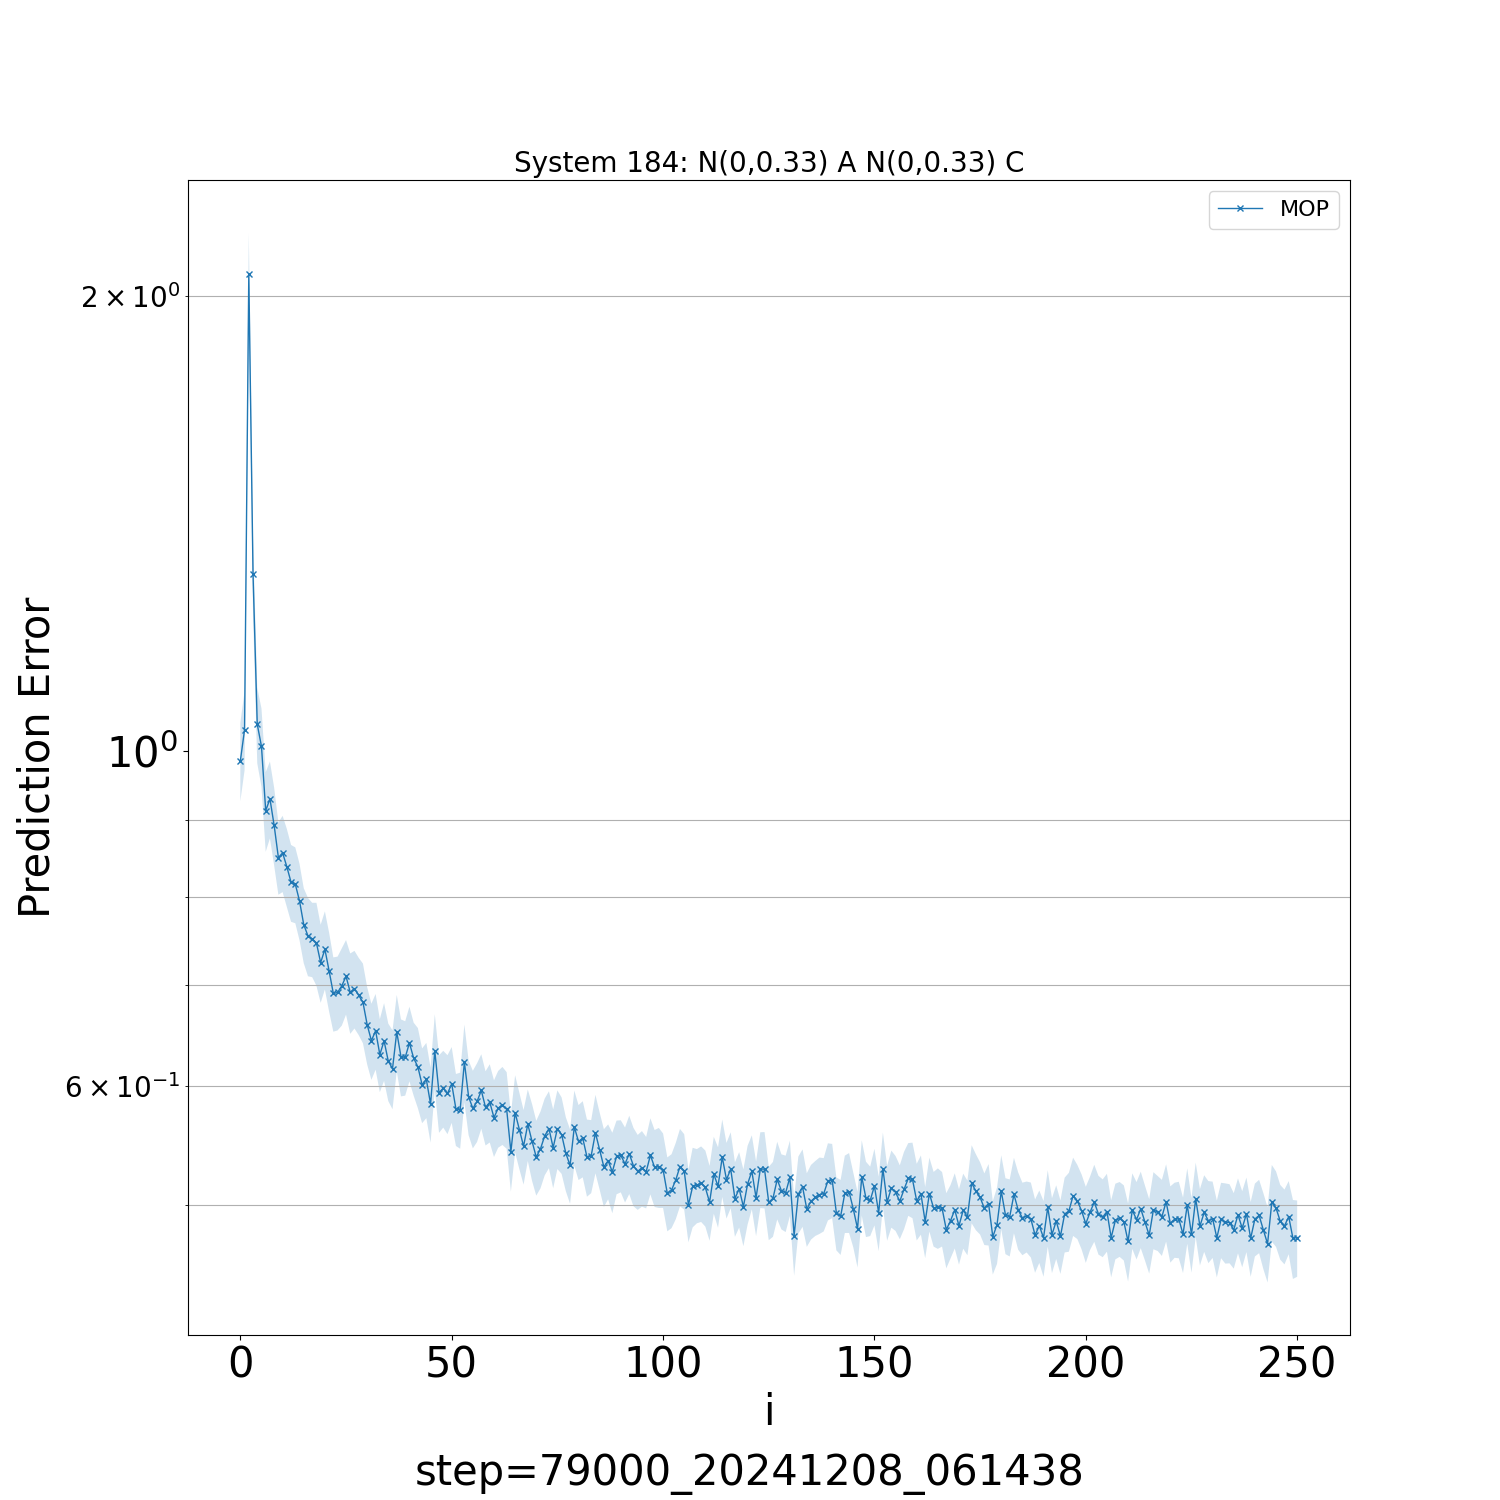 System 184: N(0,0.33) A N(0,0.33) C
MOP
2 × 10⁰
10⁰
6 × 10⁻¹
Prediction Error
0 50 100 150 200 250
i
step=79000_20241208_061438